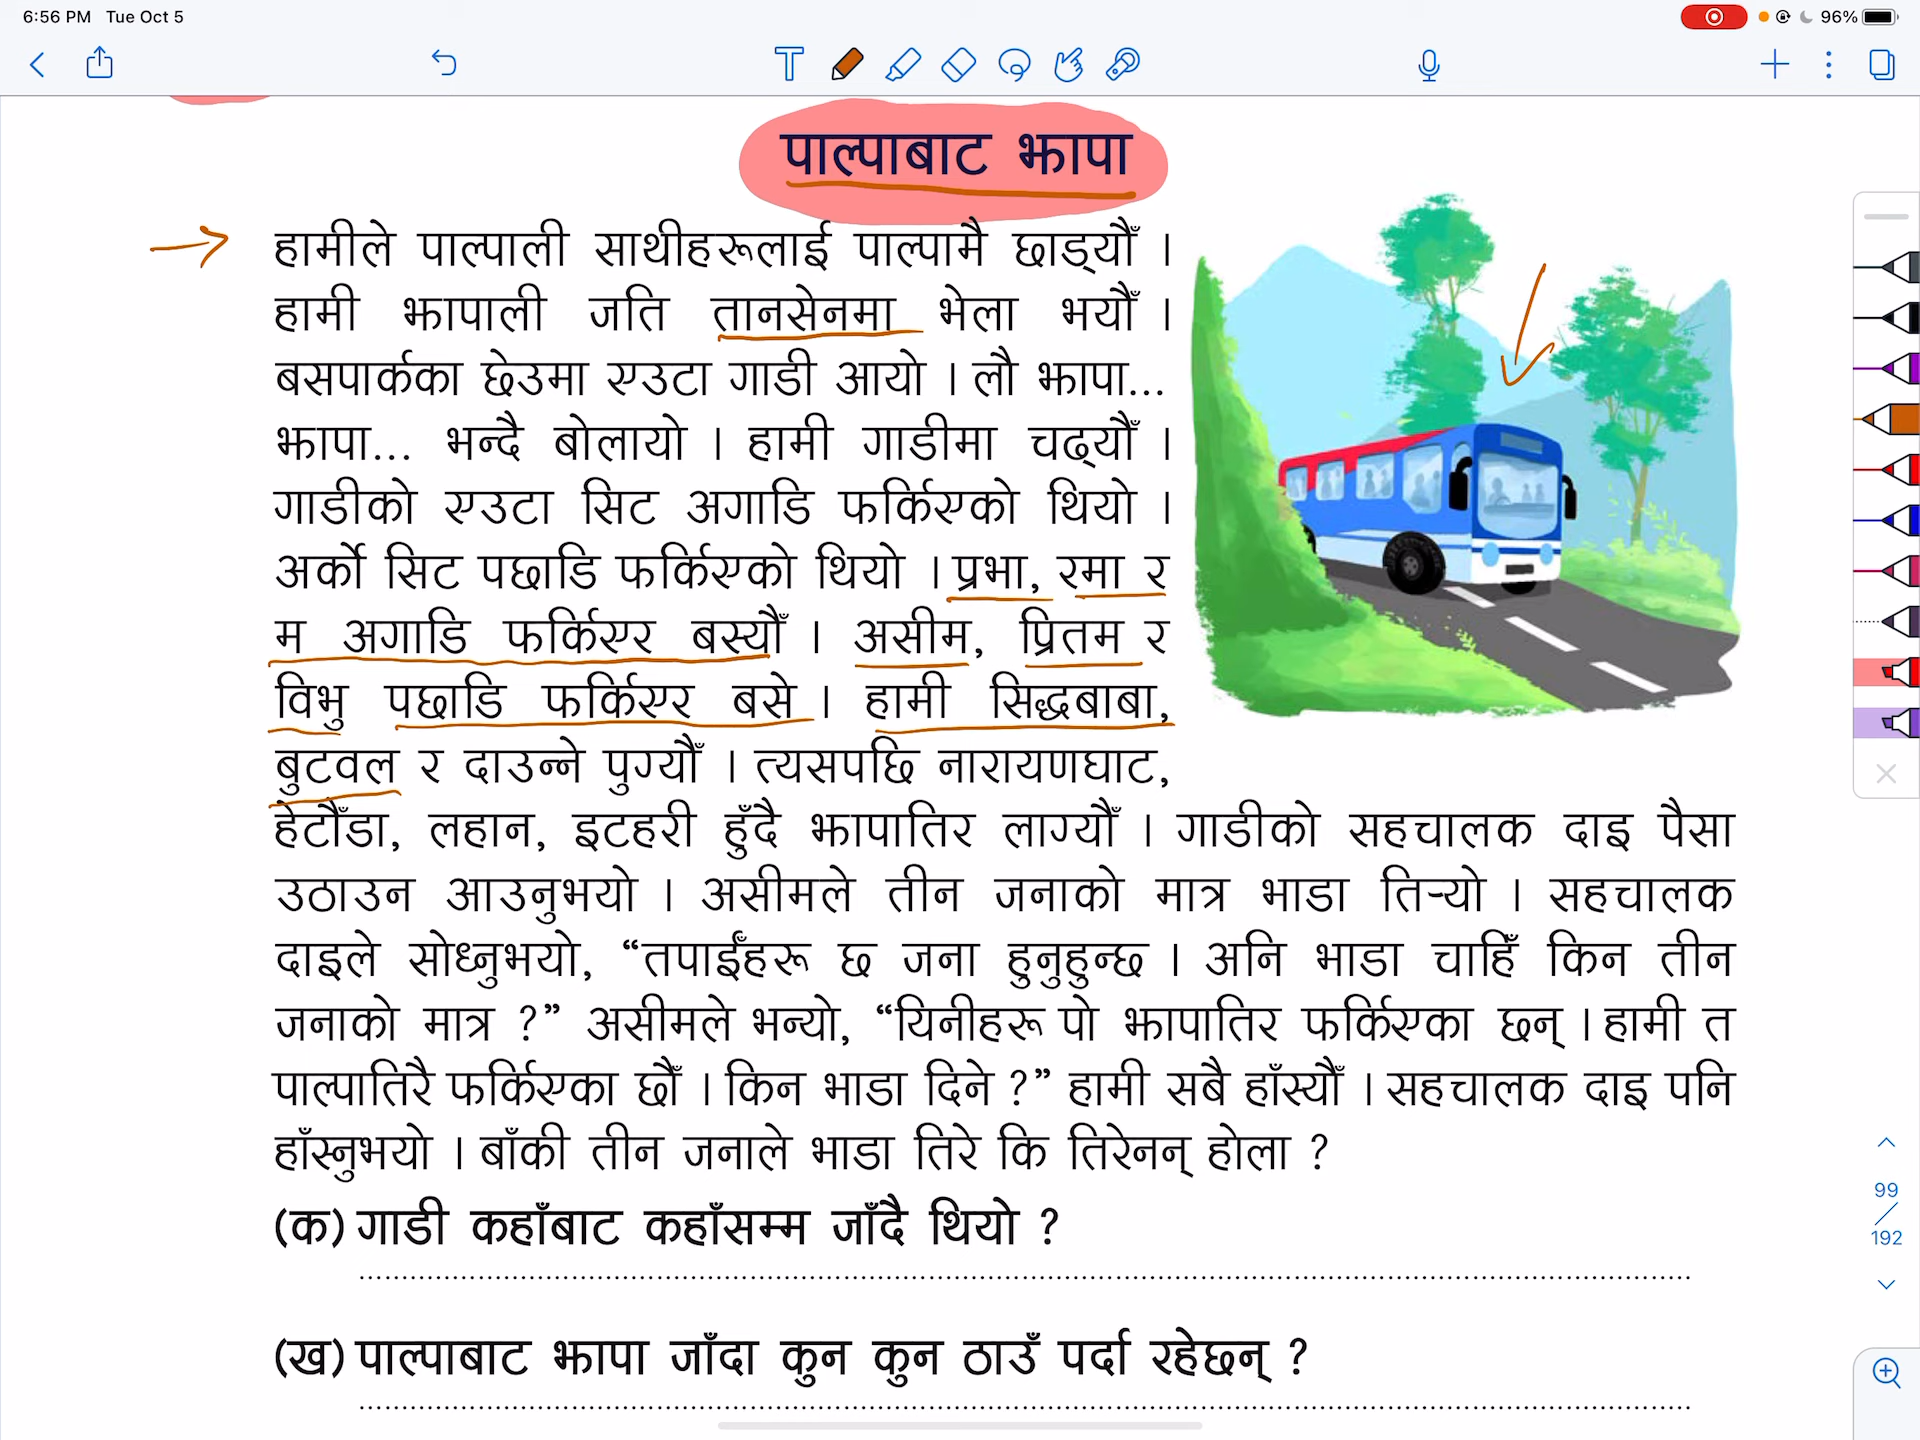 6:56 PM Tue Oct 5
96%
पाल्पाबाट झापा
हामीले पाल्पाली साथीहरूलाई पाल्पामै छाड्यौँ ।
हामी झापाली जति तानसेनमा भेला भयौँ ।
बसपार्कका छेउमा एउटा गाडी आयो । लौ झापा...
झापा... भन्दै बोलायो । हामी गाडीमा चढ्यौँ ।
गाडीको एउटा सिट अगाडि फर्किएको थियो ।
अर्को सिट पछाडि फर्किएको थियो । प्रभा, रमा र
म अगाडि फर्किएर बस्यौँ । असीम, प्रितम र
विभु पछाडि फर्किएर बसे । हामी सिद्धबाबा,
बुटवल र दाउन्ने पुग्यौँ । त्यसपछि नारायणघाट,
हेटौँडा, लहान, इटहरी हुँदै झापातिर लाग्यौँ । गाडीको सहचालक दाइ पैसा
उठाउन आउनुभयो । असीमले तीन जनाको मात्र भाडा तिर्‍यो । सहचालक
दाइले सोध्नुभयो, “तपाईँहरू छ जना हुनुहुन्छ । अनि भाडा चाहिँ किन तीन
जनाको मात्र ?” असीमले भन्यो, “यिनीहरू पो झापातिर फर्किएका छन् । हामी त
पाल्पातिरै फर्किएका छौँ । किन भाडा दिने ?” हामी सबै हाँस्यौँ । सहचालक दाइ पनि
हाँस्नुभयो । बाँकी तीन जनाले भाडा तिरे कि तिरेनन् होला ?
(क) गाडी कहाँबाट कहाँसम्म जाँदै थियो ?
(ख) पाल्पाबाट झापा जाँदा कुन कुन ठाउँ पर्दा रहेछन् ?
99
/
192